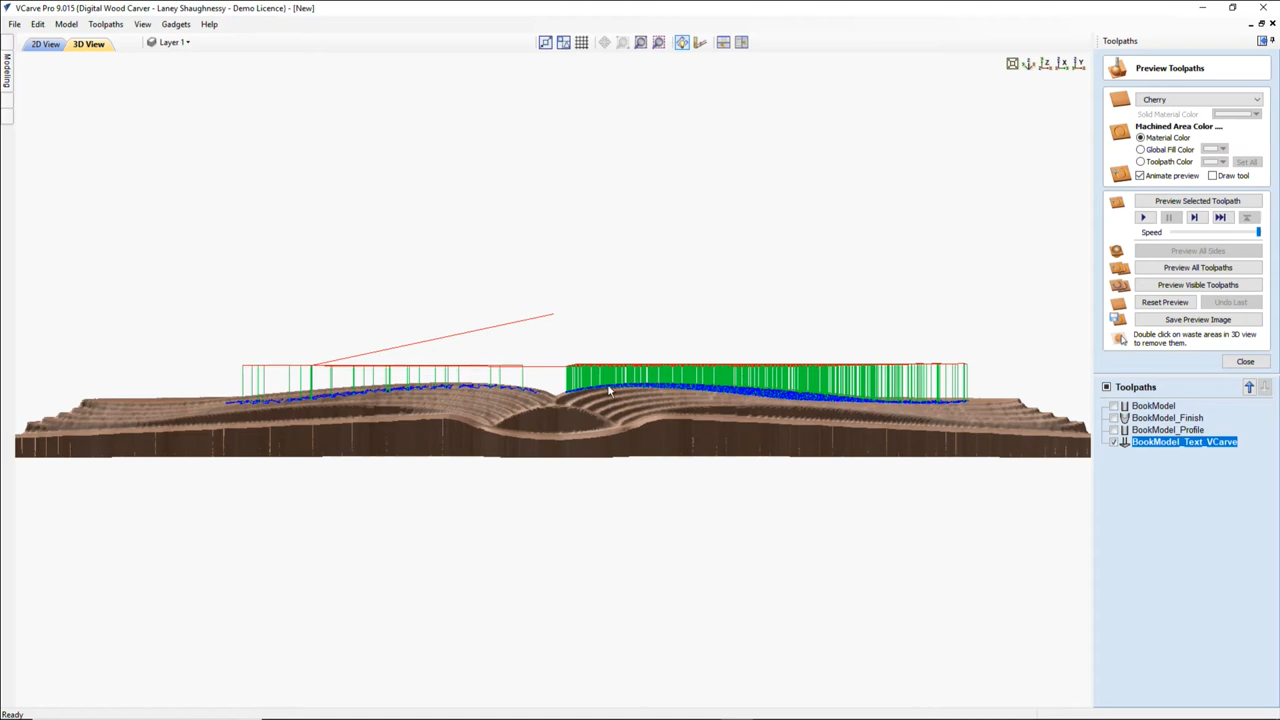 VCarve Pro 9.015 {Digital Wood Carver - Laney Shaughnessy - Demo Licence} - [New]
File Edit Model Toolpaths View Gadgets Help
2D View 3D View Layer 1
Modeling
Z X Y
Toolpaths
Preview Toolpaths
Cherry
Solid Material Color
Machined Area Color ....
Material Color
Global Fill Color
Toolpath Color Set All
Animate preview Draw tool
Preview Selected Toolpath
Speed
Preview All Sides
Preview All Toolpaths
Preview Visible Toolpaths
Reset Preview Undo Last
Save Preview Image
Double click on waste areas in 3D view
to remove them.
Close
Toolpaths
BookModel
BookModel_Finish
BookModel_Profile
BookModel_Text_VCarve
Ready